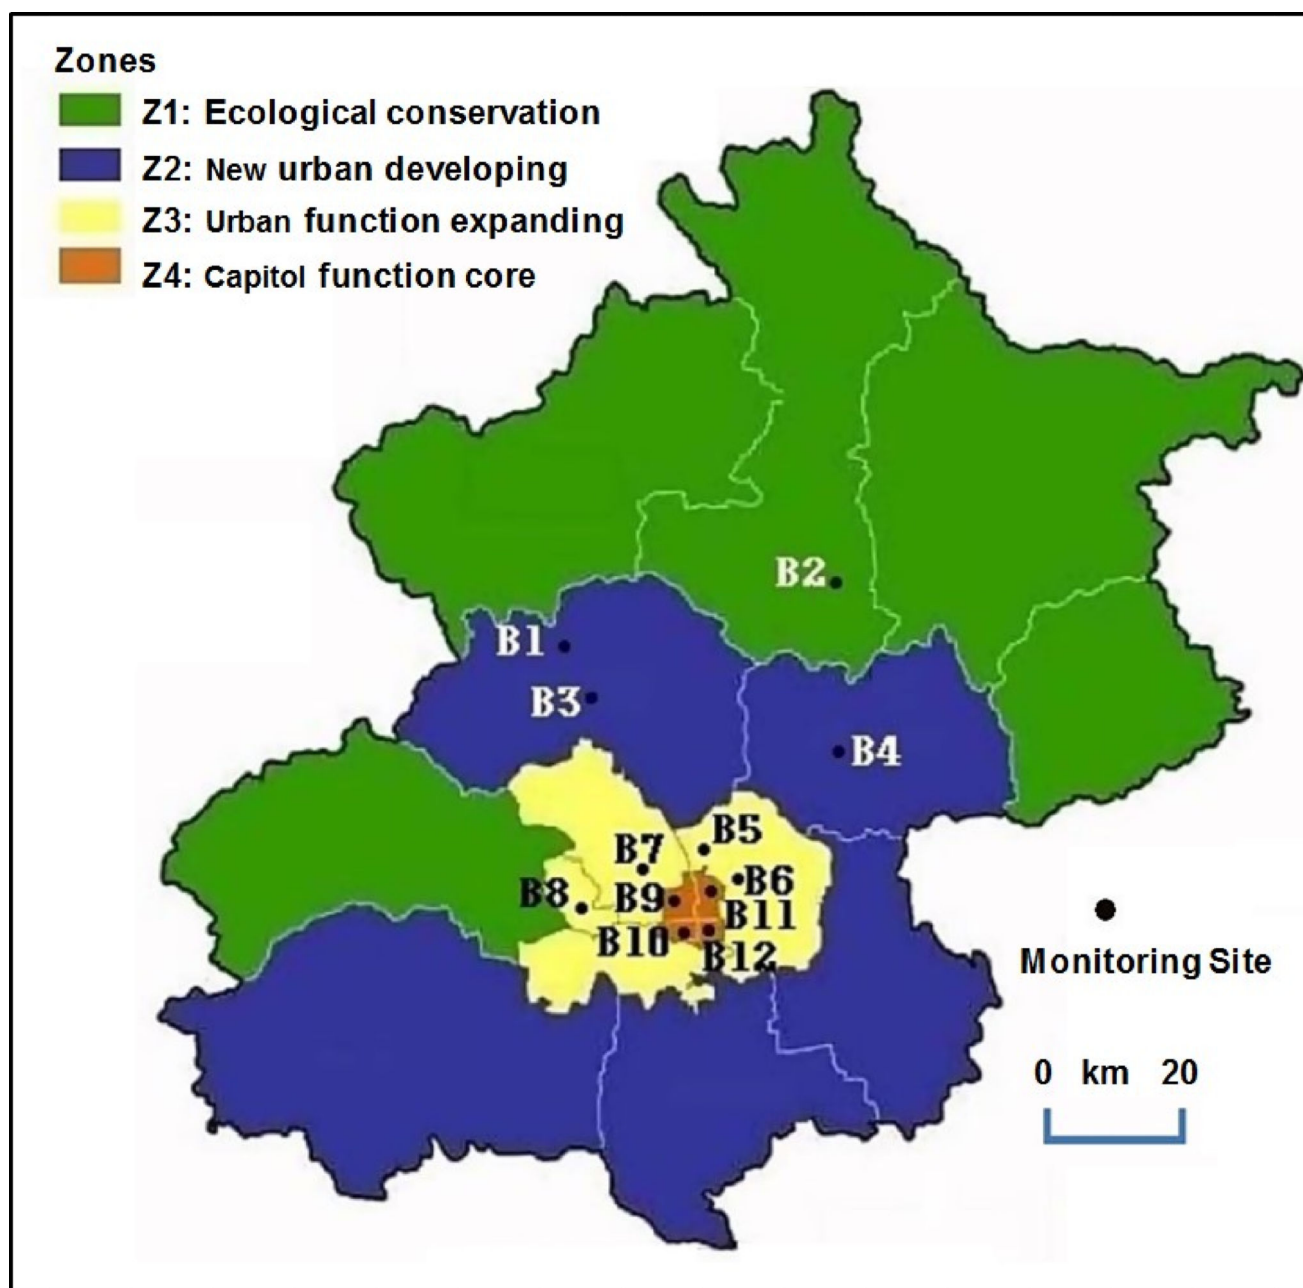 Zones
Z1: Ecological conservation
Z2: New urban developing
Z3: Urban function expanding
Z4: Capitol function core
B2
B1
B3
B4
B5
B7
B6
B8
B9
B11
B10
B12
Monitoring Site
0 km 20